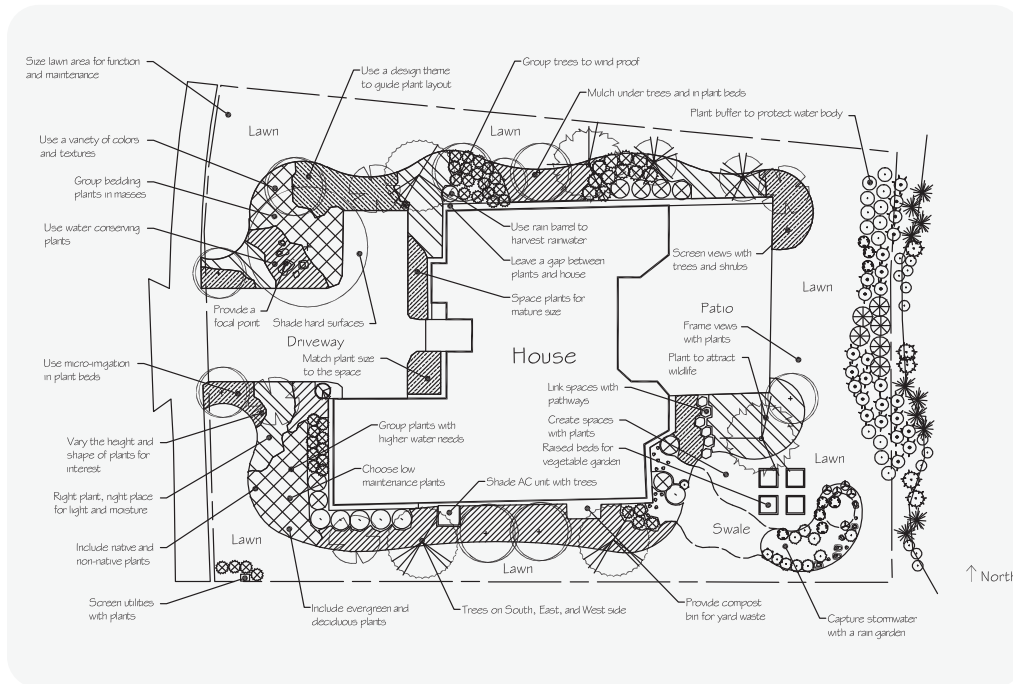 Size lawn area for function
and maintenance
Use a design theme
to guide plant layout
Group trees to wind proof
Mulch under trees and in plant beds
Plant buffer to protect water body
Lawn
Lawn
Use a variety of colors
and textures
Group bedding
plants in masses
Use water conserving
plants
Use rain barrel to
harvest rainwater
Leave a gap between
plants and house
Screen views with
trees and shrubs
Space plants for
mature size
Lawn
Provide a
focal point
Shade hard surfaces
Patio
Frame views
with plants
Driveway
House
Match plant size
to the space
Plant to attract
wildlife
Use micro-irrigation
in plant beds
Link spaces with
pathways
Create spaces
with plants
Raised beds for
vegetable garden
Group plants with
higher water needs
Vary the height and
shape of plants for
interest
Choose low
maintenance plants
Lawn
Shade AC unit with trees
Right plant, right place
for light and moisture
Swale
Lawn
Include native and
non-native plants
Lawn
North
Screen utilities
with plants
Include evergreen and
deciduous plants
Trees on South, East, and West side
Provide compost
bin for yard waste
Capture stormwater
with a rain garden